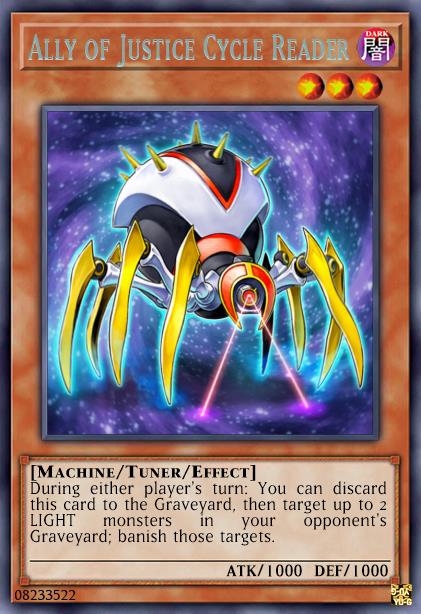 ALLY OF JUSTICE CYCLE READER
DARK
闇
[MACHINE/TUNER/EFFECT]
During either player's turn: You can discard
this card to the Graveyard, then target up to 2
LIGHT monsters in your opponent's
Graveyard; banish those targets.
ATK/1000 DEF/1000
08233522